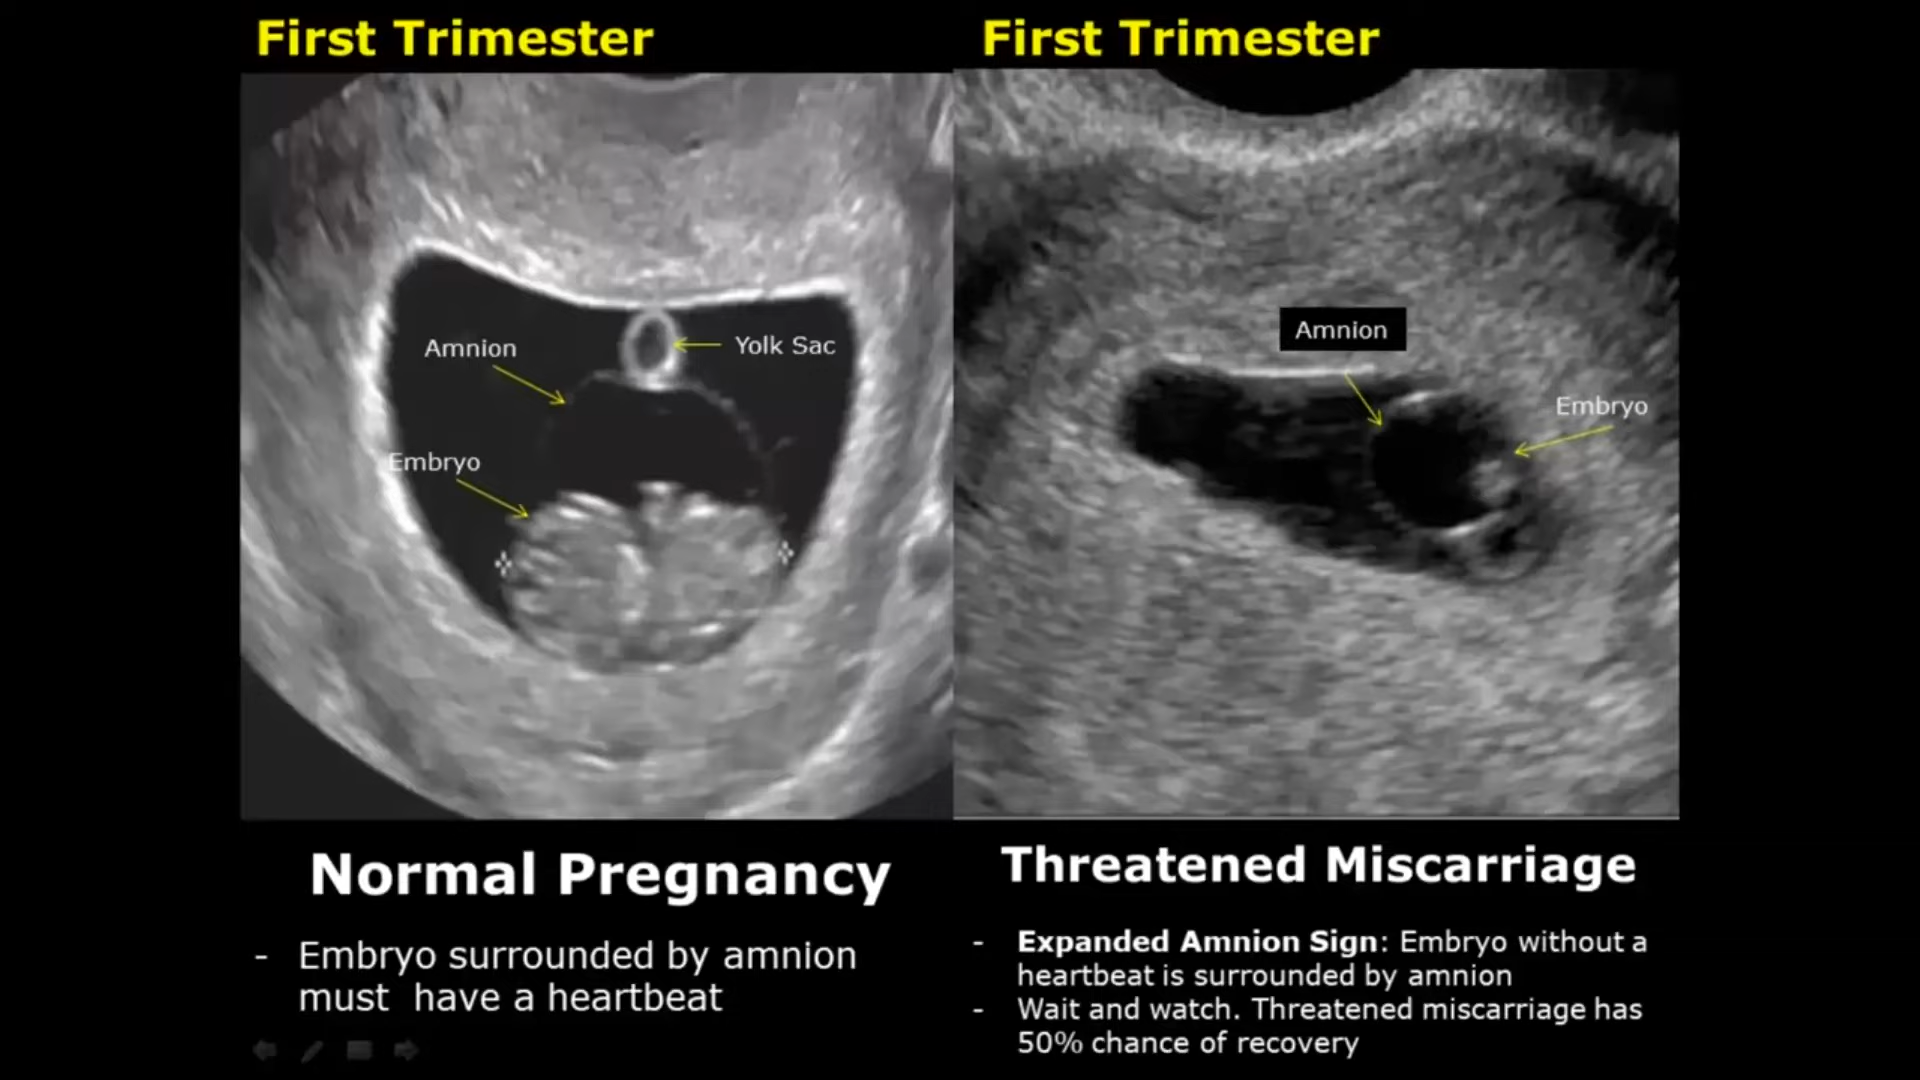 First Trimester
Amnion
Yolk Sac
Embryo
Normal Pregnancy
- Embryo surrounded by amnion
must have a heartbeat
First Trimester
Amnion
Embryo
Threatened Miscarriage
- Expanded Amnion Sign: Embryo without a
heartbeat is surrounded by amnion
- Wait and watch. Threatened miscarriage has
50% chance of recovery